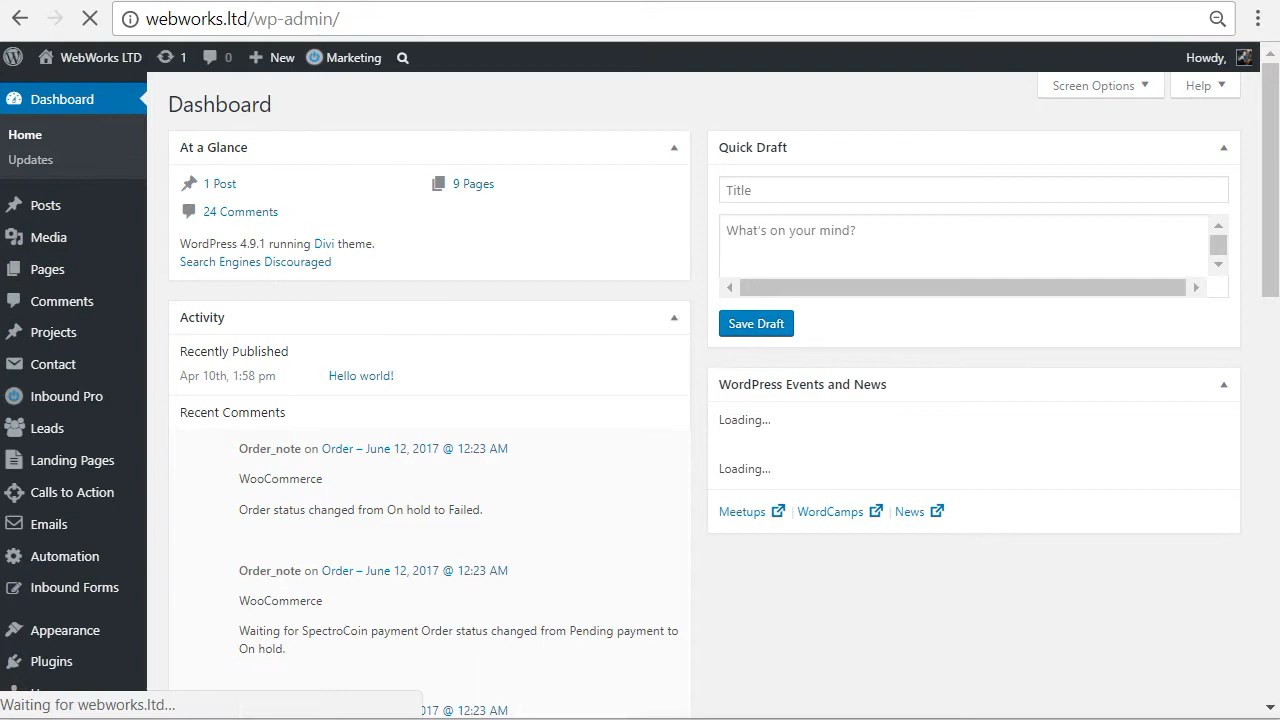 webworks.ltd/wp-admin/
WebWorks LTD 1 0 New Marketing Howdy,
Dashboard
Home
Updates
Posts
Media
Pages
Comments
Projects
Contact
Inbound Pro
Leads
Landing Pages
Calls to Action
Emails
Automation
Inbound Forms
Appearance
Plugins
Screen Options Help
Dashboard
At a Glance
1 Post 9 Pages
24 Comments
WordPress 4.9.1 running Divi theme.
Search Engines Discouraged
Activity
Recently Published
Apr 10th, 1:58 pm Hello world!
Recent Comments
Order_note on Order – June 12, 2017 @ 12:23 AM
WooCommerce
Order status changed from On hold to Failed.
Order_note on Order – June 12, 2017 @ 12:23 AM
WooCommerce
Waiting for SpectroCoin payment Order status changed from Pending payment to
On hold.
017 @ 12:23 AM
Quick Draft
Title
What's on your mind?
Save Draft
WordPress Events and News
Loading...
Loading...
Meetups | WordCamps | News
Waiting for webworks.ltd...